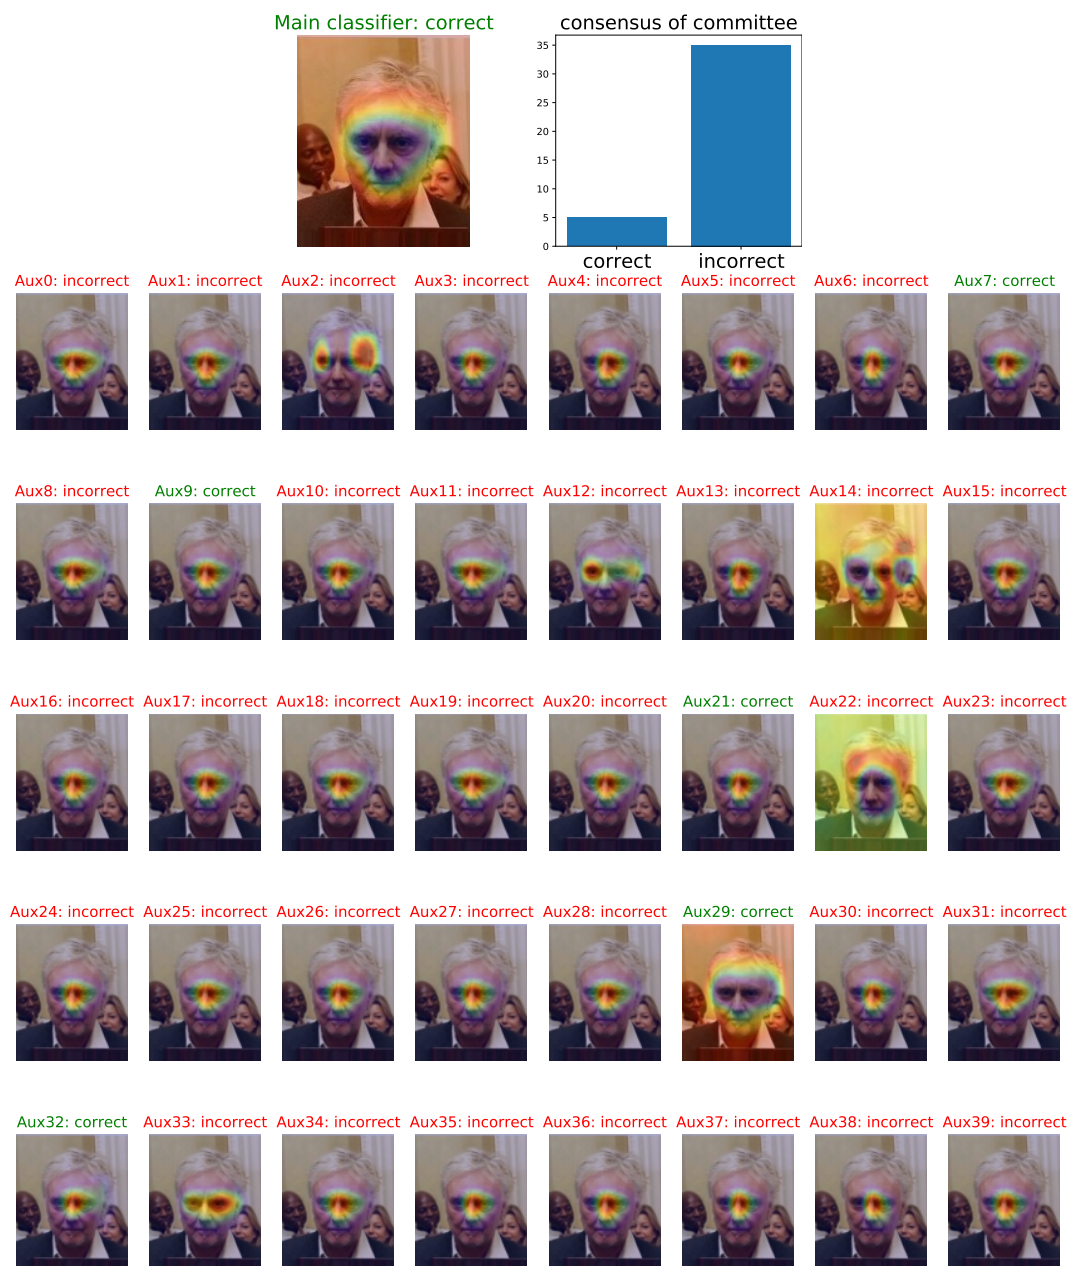 Main classifier: correct
consensus of committee
35
30
25
20
15
10
5
0
correct incorrect
Aux0: incorrect Aux1: incorrect Aux2: incorrect Aux3: incorrect Aux4: incorrect Aux5: incorrect Aux6: incorrect Aux7: correct
Aux8: incorrect Aux9: correct Aux10: incorrect Aux11: incorrect Aux12: incorrect Aux13: incorrect Aux14: incorrect Aux15: incorrect
Aux16: incorrect Aux17: incorrect Aux18: incorrect Aux19: incorrect Aux20: incorrect Aux21: correct Aux22: incorrect Aux23: incorrect
Aux24: incorrect Aux25: incorrect Aux26: incorrect Aux27: incorrect Aux28: incorrect Aux29: correct Aux30: incorrect Aux31: incorrect
Aux32: correct Aux33: incorrect Aux34: incorrect Aux35: incorrect Aux36: incorrect Aux37: incorrect Aux38: incorrect Aux39: incorrect